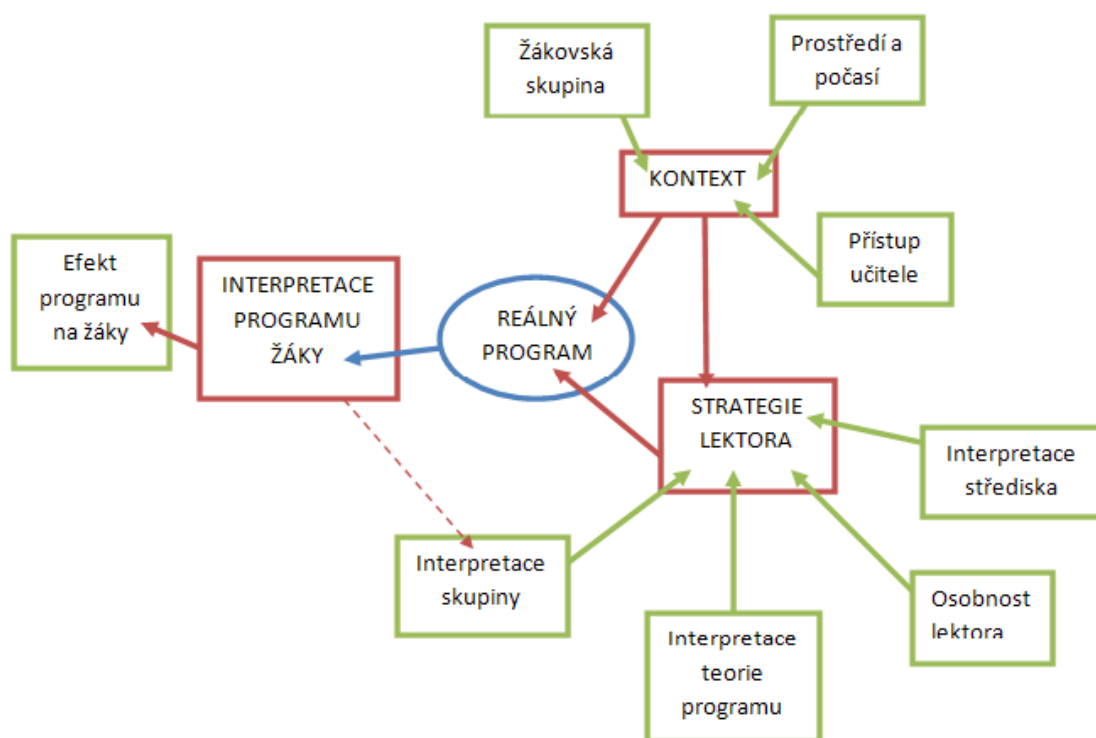 Žákovská
skupina
Prostředí a
počasí
KONTEXT
Přístup
učitele
Efekt
programu
na žáky
INTERPRETACE
PROGRAMU
ŽÁKY
REÁLNÝ
PROGRAM
STRATEGIE
LEKTORA
Interpretace
střediska
Interpretace
skupiny
Interpretace
teorie
programu
Osobnost
lektora